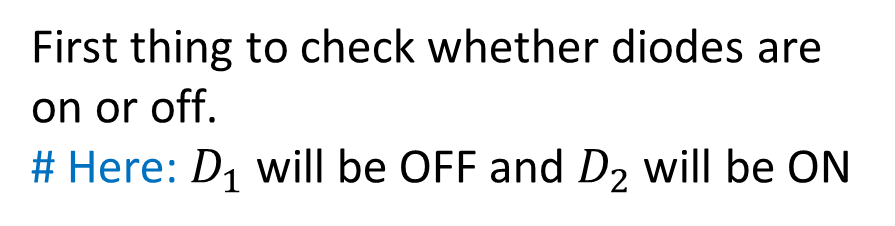 First thing to check whether diodes are
on or off.
# Here: D₁ will be OFF and D₂ will be ON